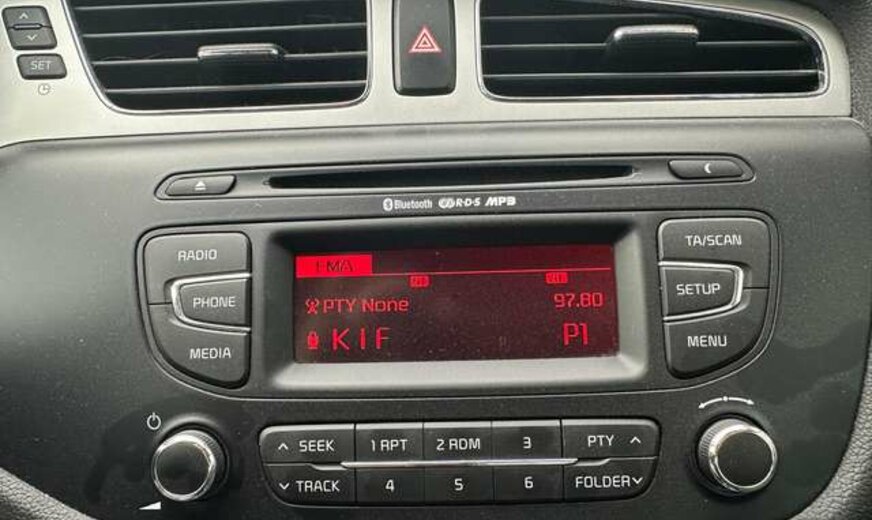 SET
Bluetooth R·D·S MP3
RADIO
PHONE
MEDIA
FMA
PTY None 97.80
KIF P1
TA/SCAN
SETUP
MENU
SEEK 1 RPT 2 RDM 3 PTY
TRACK 4 5 6 FOLDER